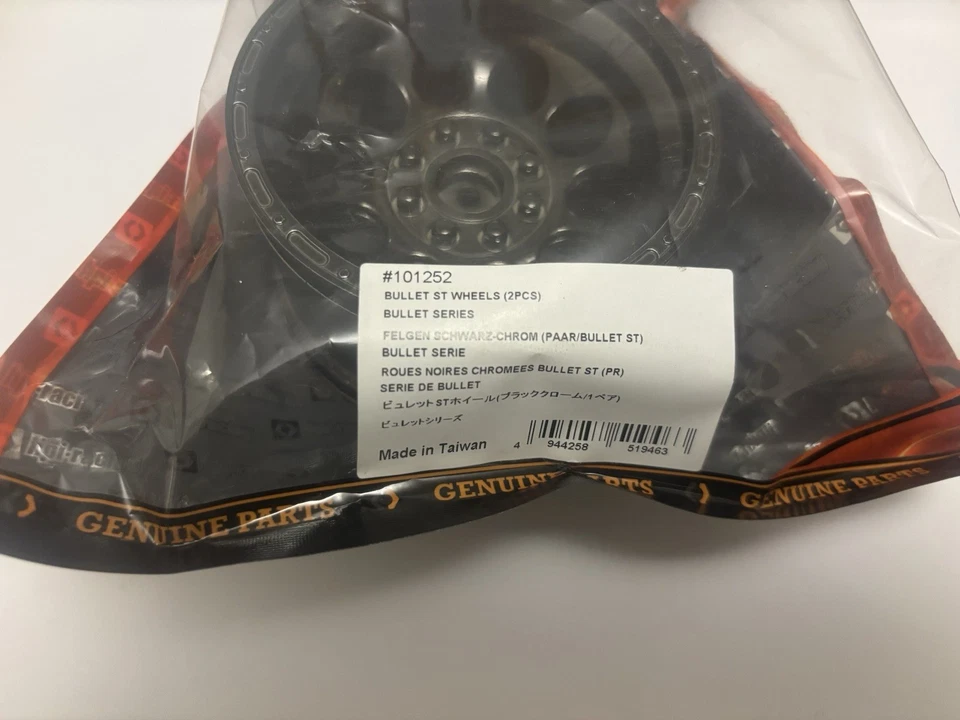 #101252
BULLET ST WHEELS (2PCS)
BULLET SERIES
FELGEN SCHWARZ-CHROM (PAAR/BULLET ST)
BULLET SERIE
ROUES NOIRES CHROMEES BULLET ST (PR)
SERIE DE BULLET
ビュレットSTホイール(ブラッククローム/1ペア)
ビュレットシリーズ
Made in Taiwan
4 944258 519463
GENUINE PARTS GENUINE PARTS GENUINE PARTS